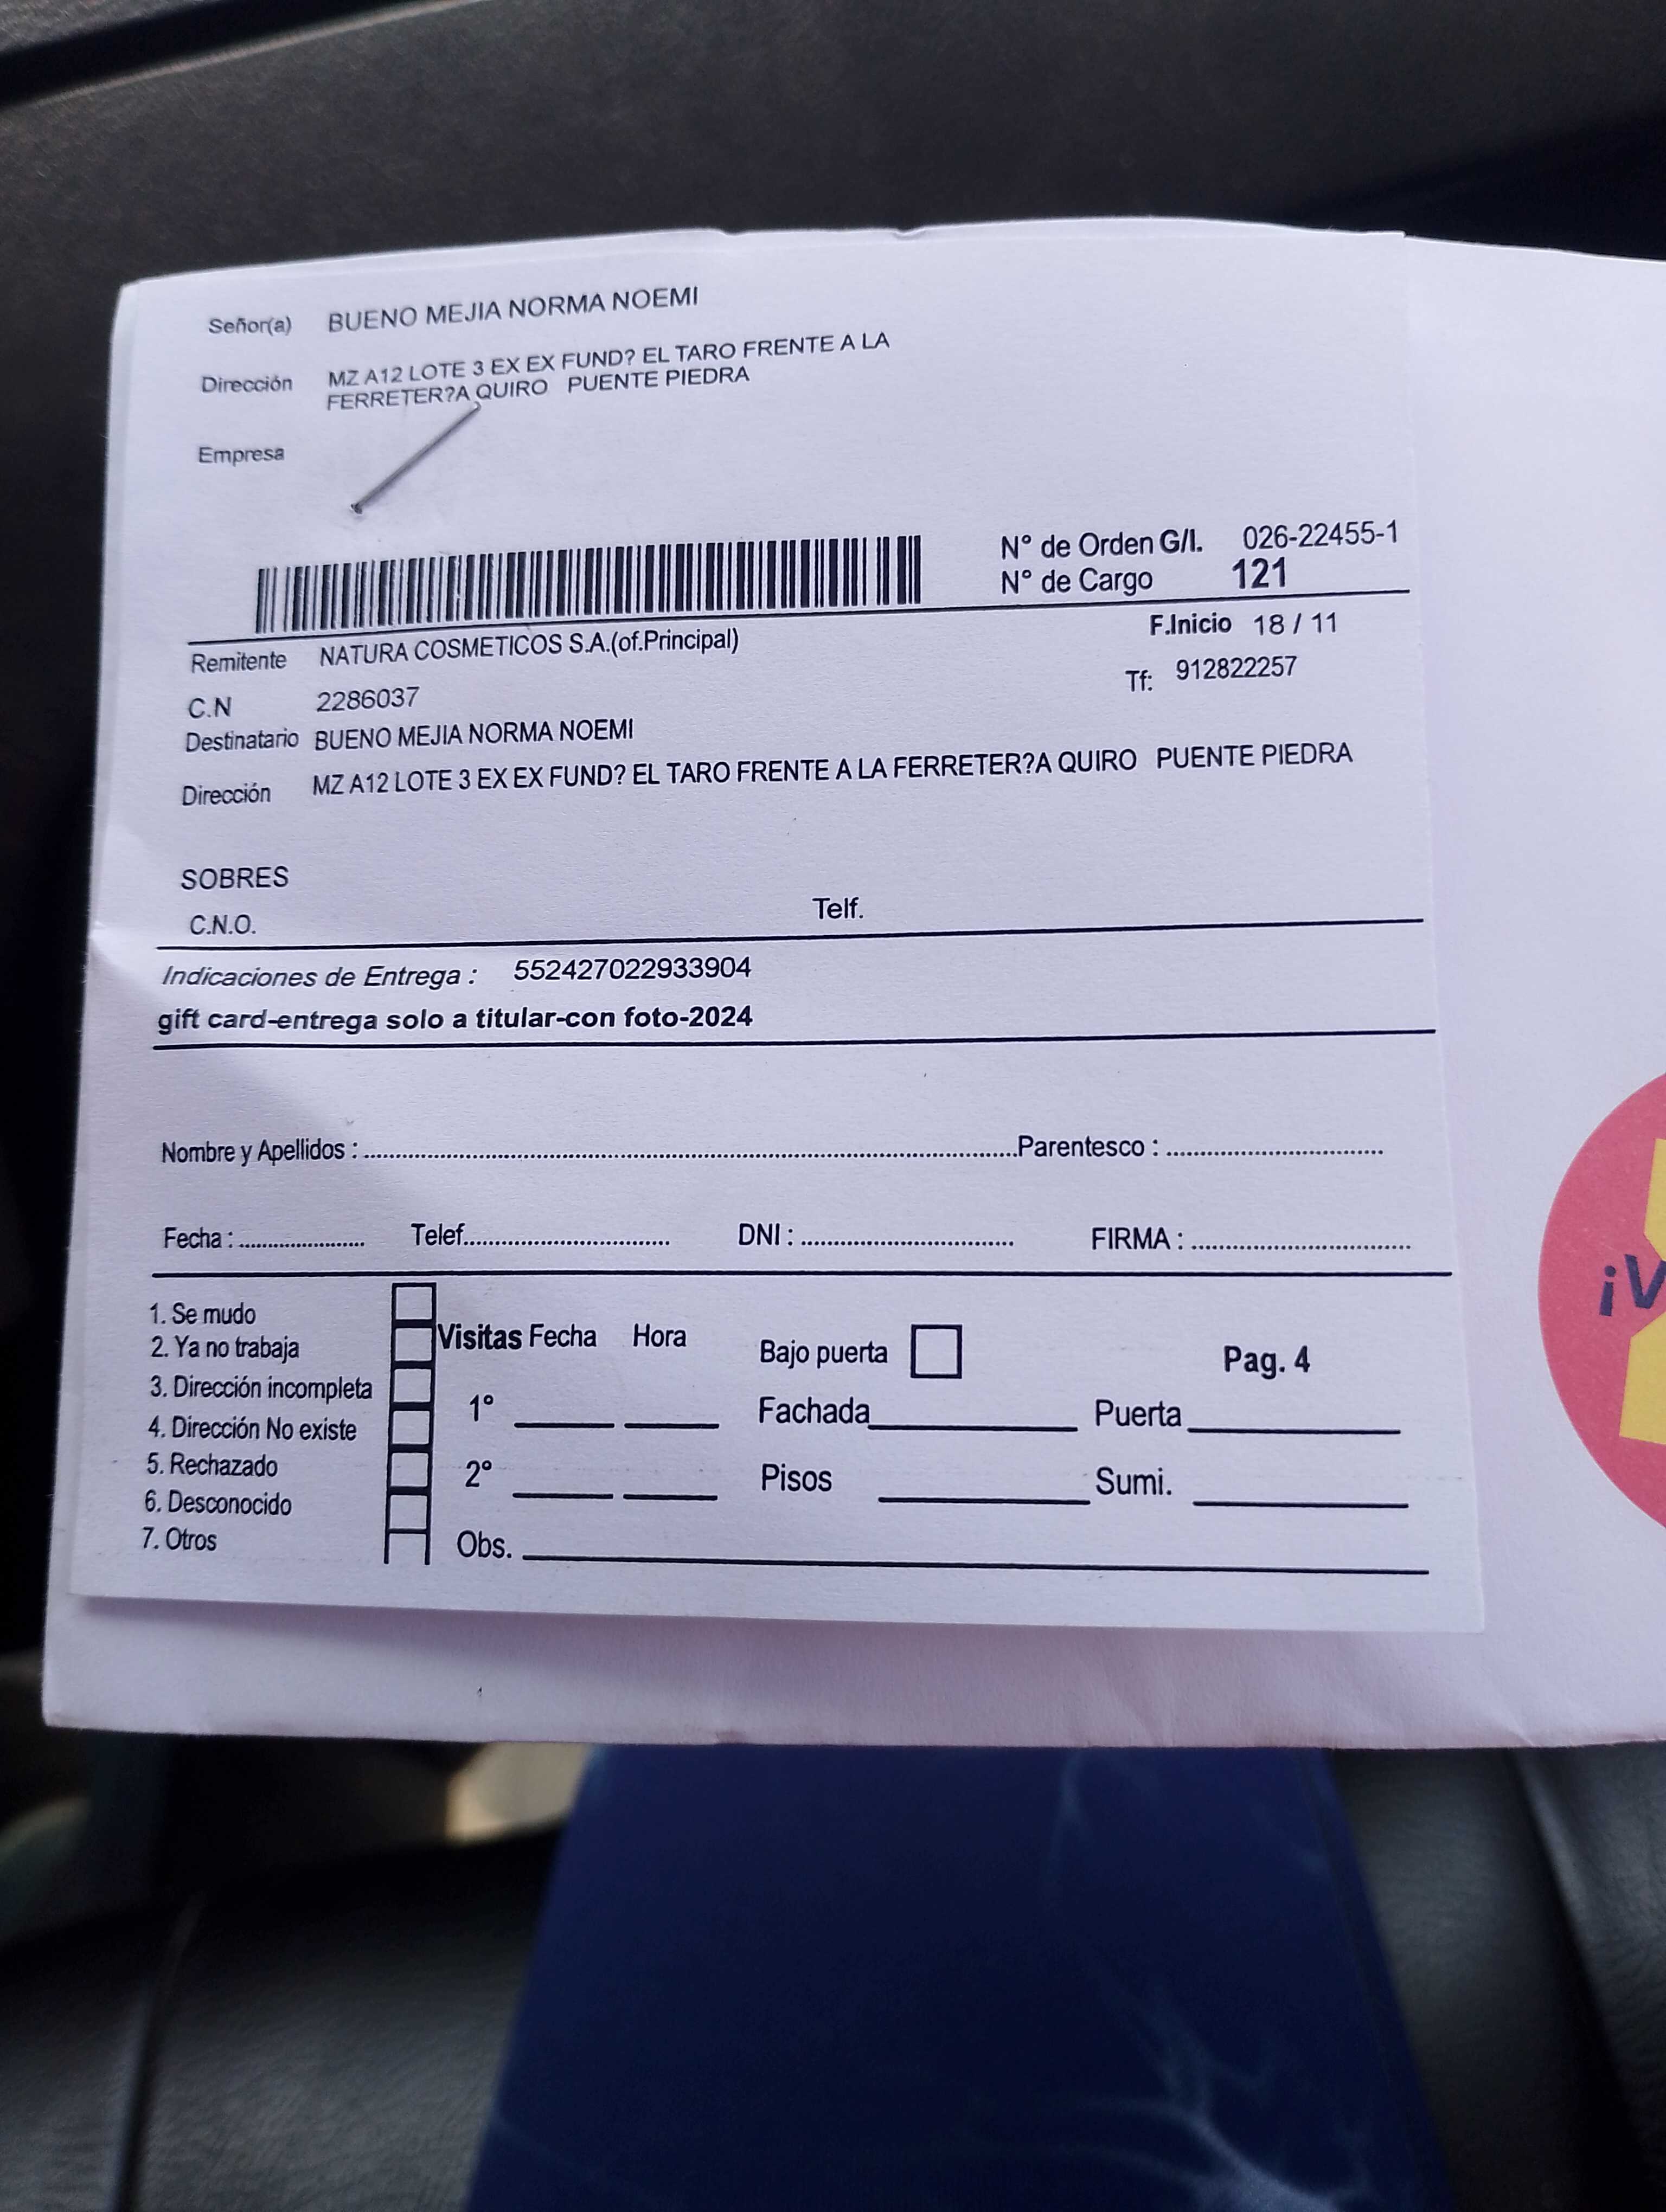 Señor(a) BUENO MEJIA NORMA NOEMI
Dirección MZ A12 LOTE 3 EX EX FUND? EL TARO FRENTE A LA
FERRETER?A QUIRO PUENTE PIEDRA
Empresa
N° de Orden G/I. 026-22455-1
N° de Cargo 121
F.Inicio 18 / 11
Remitente NATURA COSMETICOS S.A.(of.Principal)
Tf: 912822257
C.N 2286037
Destinatario BUENO MEJIA NORMA NOEMI
Dirección MZ A12 LOTE 3 EX EX FUND? EL TARO FRENTE A LA FERRETER?A QUIRO PUENTE PIEDRA
SOBRES
C.N.O. Telf.
Indicaciones de Entrega : 552427022933904
gift card-entrega solo a titular-con foto-2024
Nombre y Apellidos : Parentesco :
Fecha : Telef. DNI : FIRMA :
1. Se mudo
2. Ya no trabaja
3. Dirección incompleta
4. Dirección No existe
5. Rechazado
6. Desconocido
7. Otros
Visitas Fecha Hora
1°
2°
Obs.
Bajo puerta Pag. 4
Fachada Puerta
Pisos Sumi.
¡V